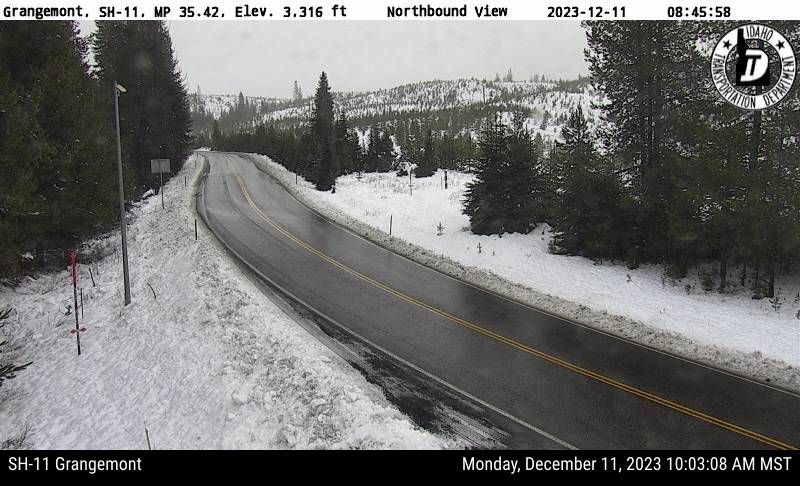 Grangemont, SH-11, MP 35.42, Elev. 3,316 ft Northbound View 2023-12-11 08:45:58
IDAHO
TRANSPORTATION DEPARTMENT
SH-11 Grangemont Monday, December 11, 2023 10:03:08 AM MST